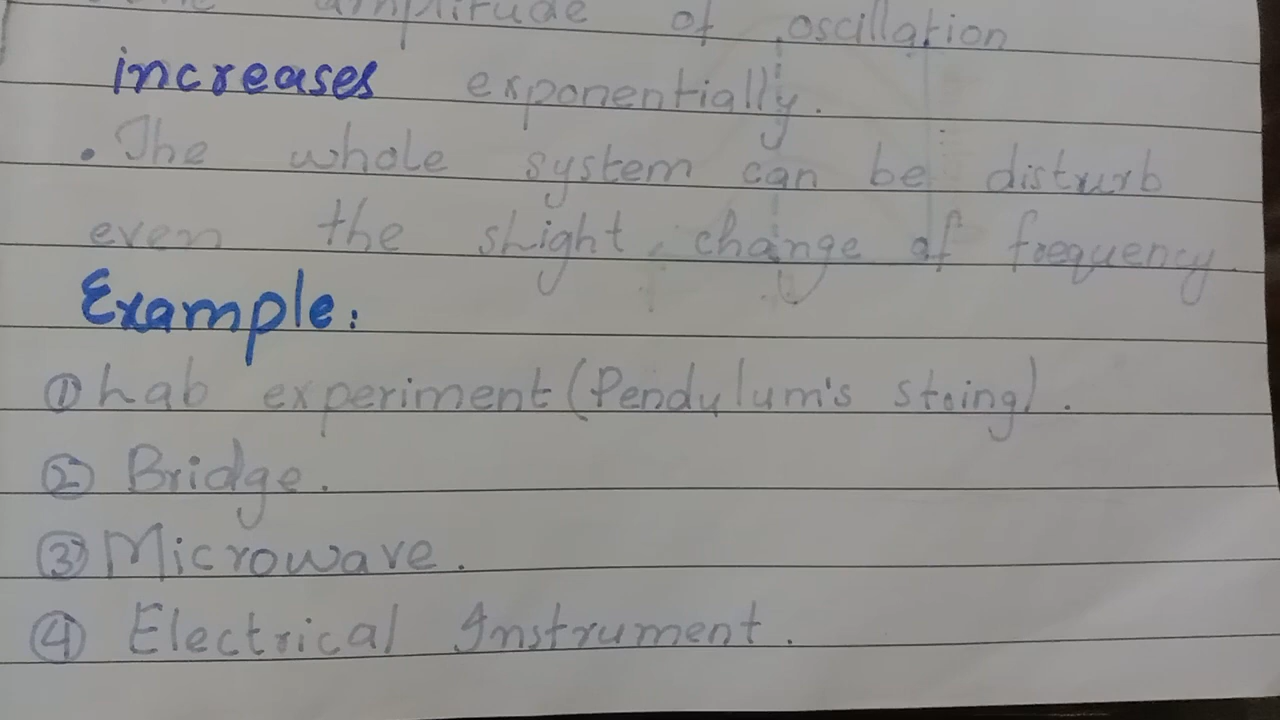 amplitude of oscillation
increases exponentially.
• The whole system can be disturb
even the slight change of frequency.
Example:
① Lab experiment (Pendulum's string).
② Bridge.
③ Microwave.
④ Electrical Instrument.